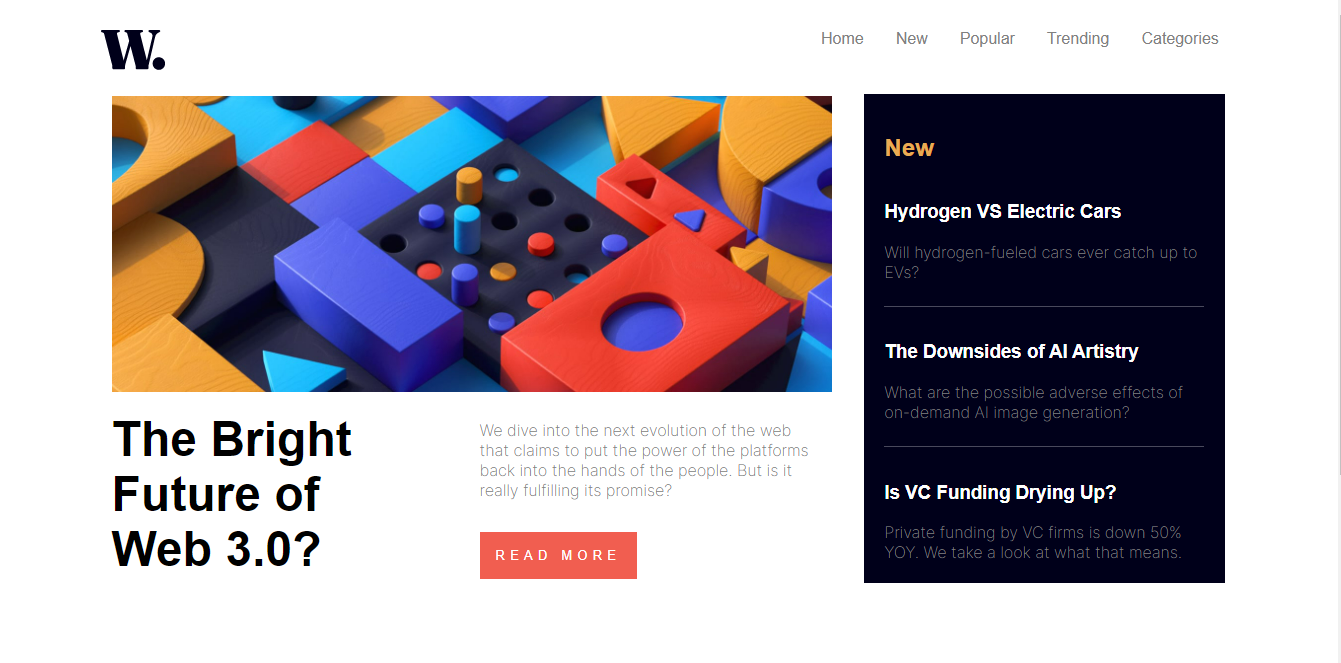 W.
Home New Popular Trending Categories
The Bright
Future of
Web 3.0?
We dive into the next evolution of the web
that claims to put the power of the platforms
back into the hands of the people. But is it
really fulfilling its promise?
READ MORE
New
Hydrogen VS Electric Cars
Will hydrogen-fueled cars ever catch up to
EVs?
The Downsides of AI Artistry
What are the possible adverse effects of
on-demand AI image generation?
Is VC Funding Drying Up?
Private funding by VC firms is down 50%
YOY. We take a look at what that means.